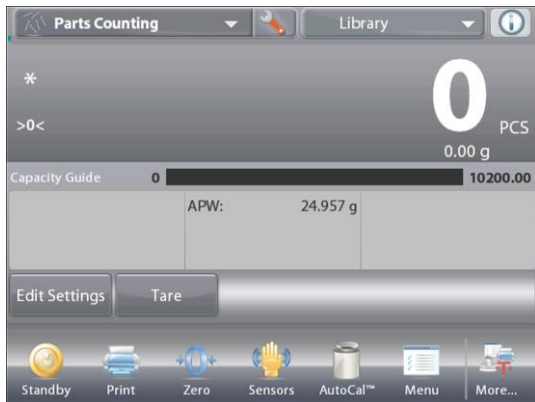 Parts Counting
Library
*
0
>0<
PCS
0.00 g
Capacity Guide 0 10200.00
APW: 24.957 g
Edit Settings Tare
Standby Print Zero Sensors AutoCal™ Menu More...